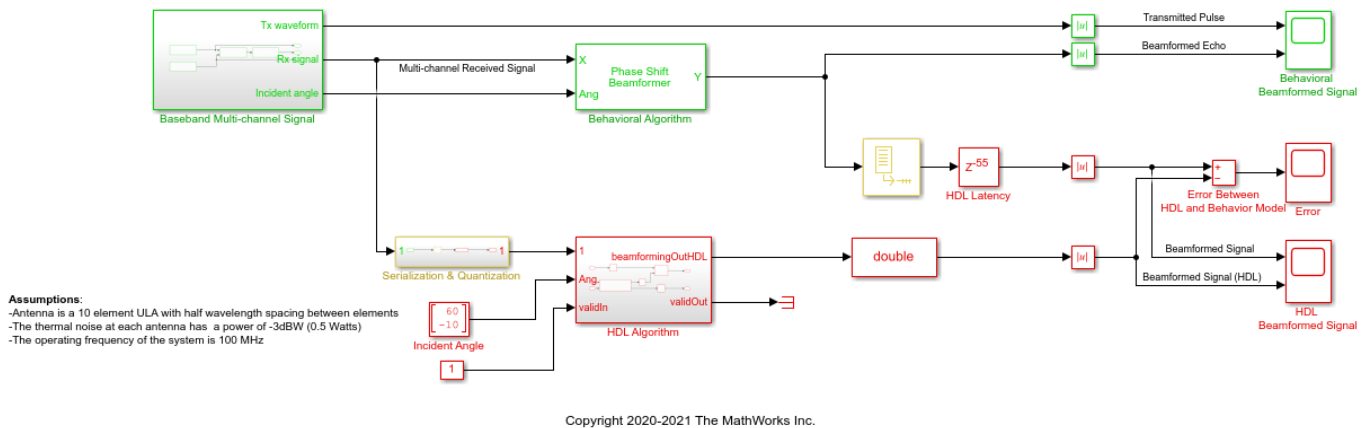 Tx waveform
Rx signal
Incident angle
Baseband Multi-channel Signal
Multi-channel Received Signal
X
Ang
Phase Shift
Beamformer
Y
Behavioral Algorithm
|u|
Transmitted Pulse
|u|
Beamformed Echo
Behavioral
Beamformed Signal
Z-55
HDL Latency
|u|
+
−
Error Between
HDL and Behavior Model
Error
1
1
Serialization & Quantization
1
Ang.
validIn
beamformingOutHDL
validOut
HDL Algorithm
double
|u|
Beamformed Signal
Beamformed Signal (HDL)
HDL
Beamformed Signal
60
−10
Incident Angle
1
Assumptions:
-Antenna is a 10 element ULA with half wavelength spacing between elements
-The thermal noise at each antenna has a power of -3dBW (0.5 Watts)
-The operating frequency of the system is 100 MHz
Copyright 2020-2021 The MathWorks Inc.